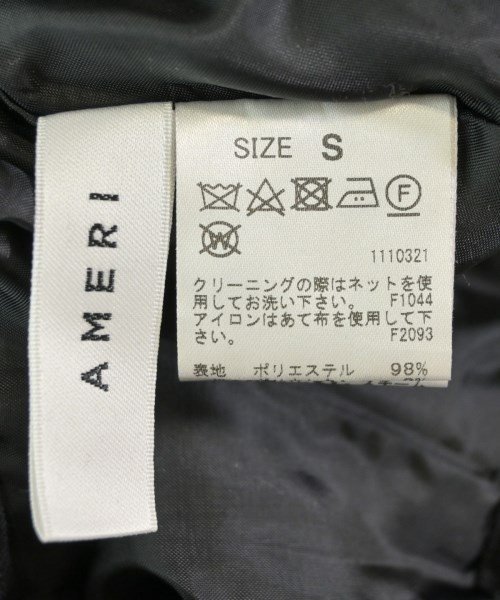 AMERI
SIZE S
F
W
1110321
クリーニングの際はネットを使
用してお洗い下さい。 F1044
アイロンはあて布を使用して下
さい。 F2093
表地 ポリエステル 98%